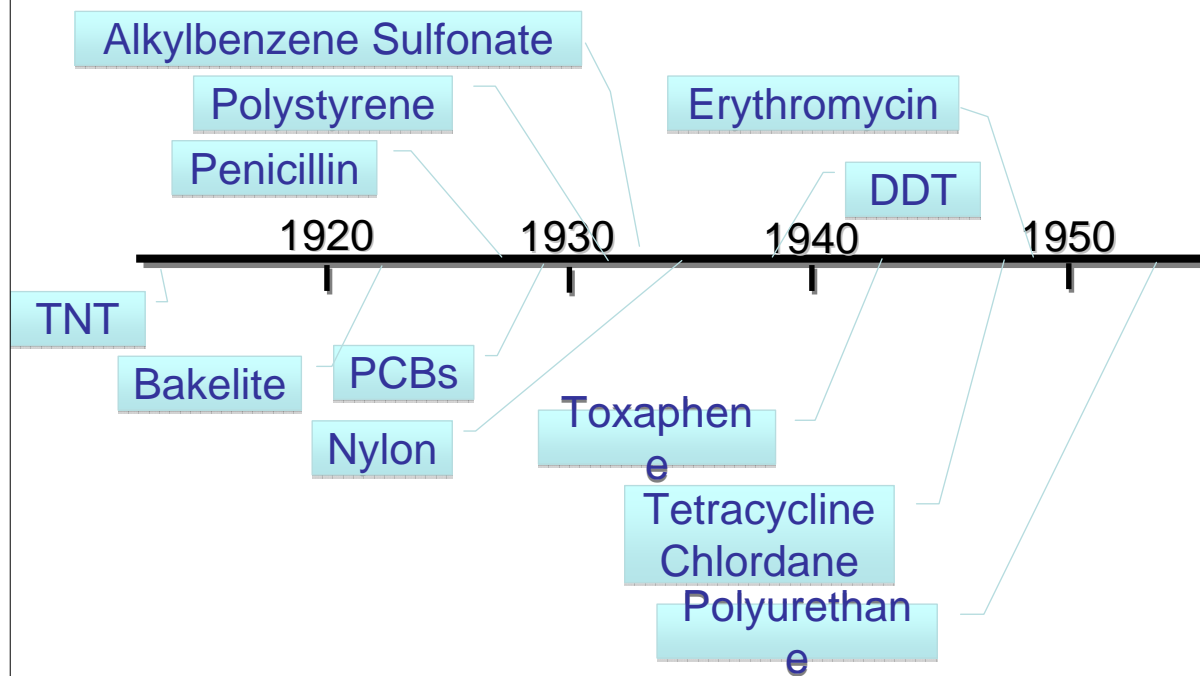 Alkylbenzene Sulfonate
Polystyrene
Erythromycin
Penicillin
DDT
1920
1930
1940
1950
TNT
Bakelite
PCBs
Nylon
Toxaphen
e
Tetracycline
Chlordane
Polyurethan
e